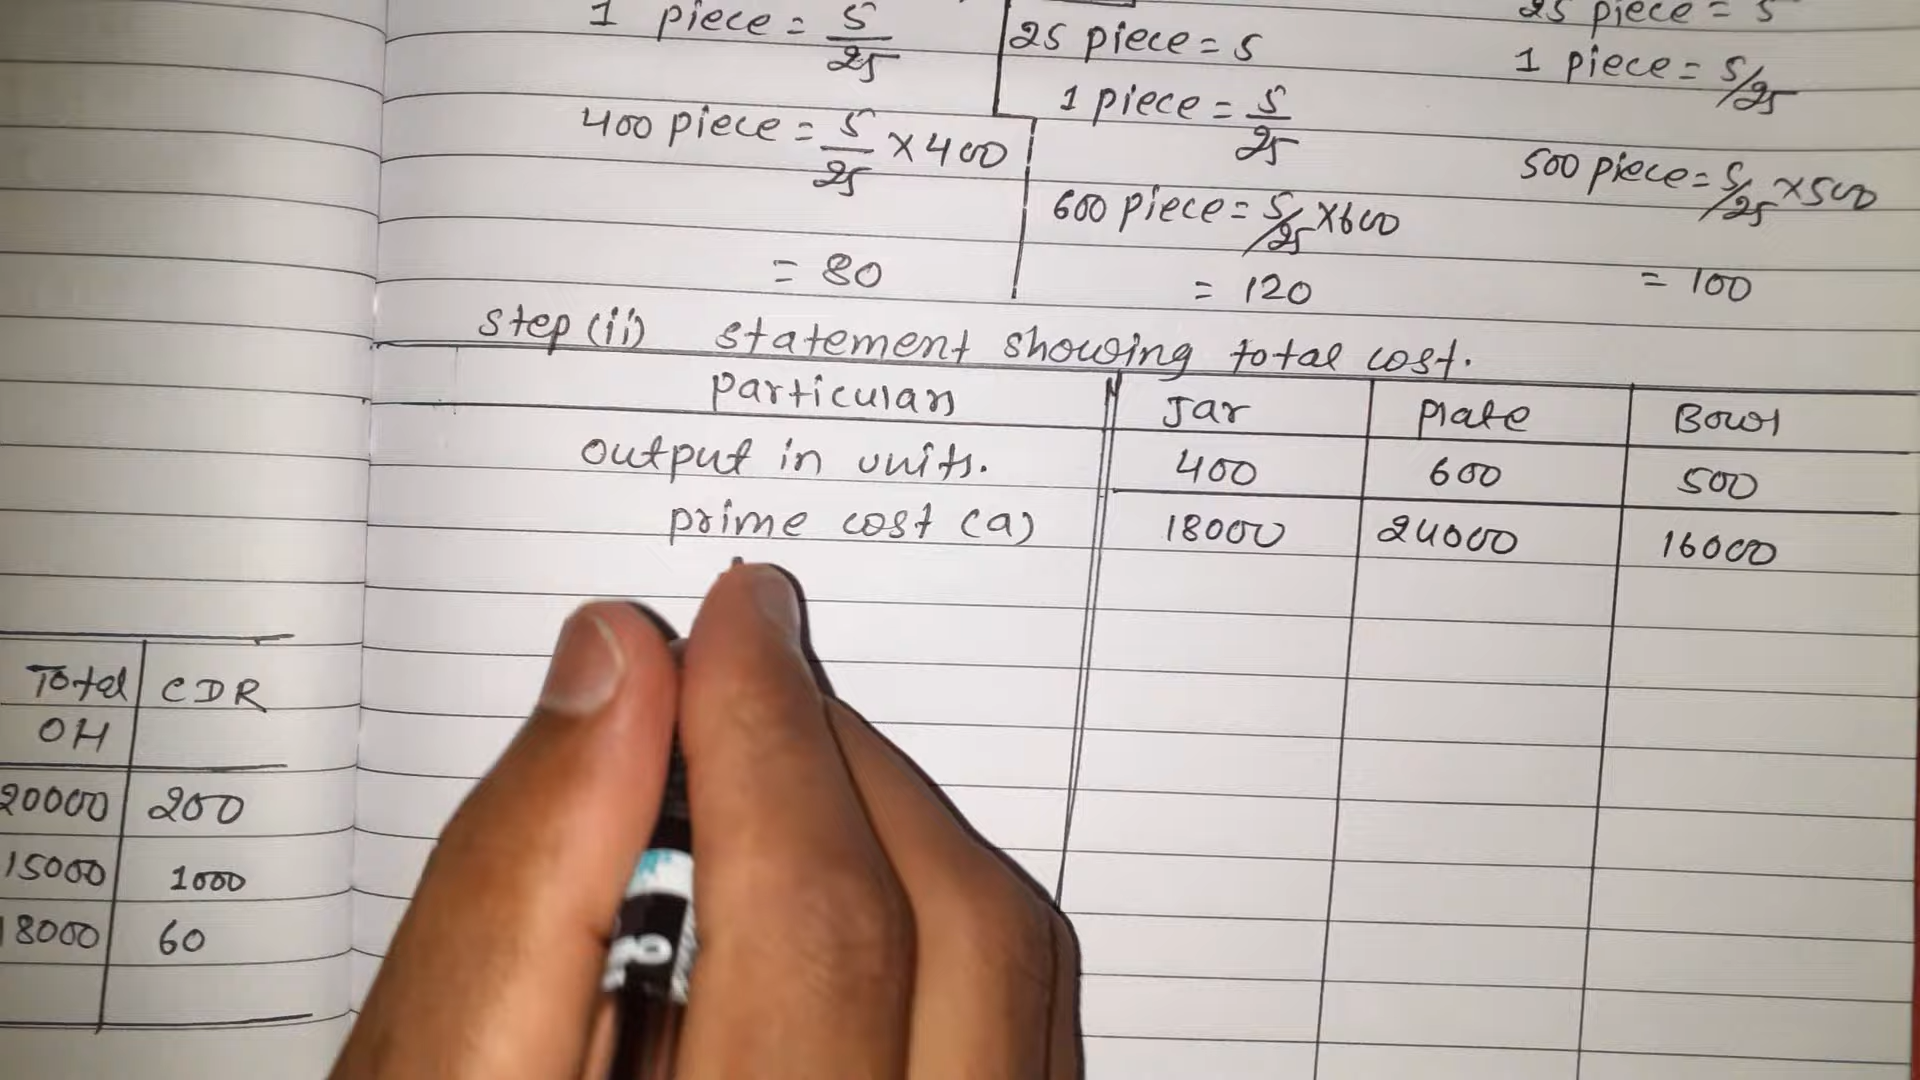 1 piece = 5/25
25 piece = 5
1 piece = 5/25
25 piece = 5
1 piece = 5/25
400 piece = 5/25 × 400
600 piece = 5/25 × 600
500 piece = 5/25 × 500
= 80
= 120
= 100
Step (ii) statement showing total cost.
particulars Jar plate Bowl
output in units. 400 600 500
prime cost (a) 18000 24000 16000
Total OH CDR
20000 200
15000 1000
18000 60